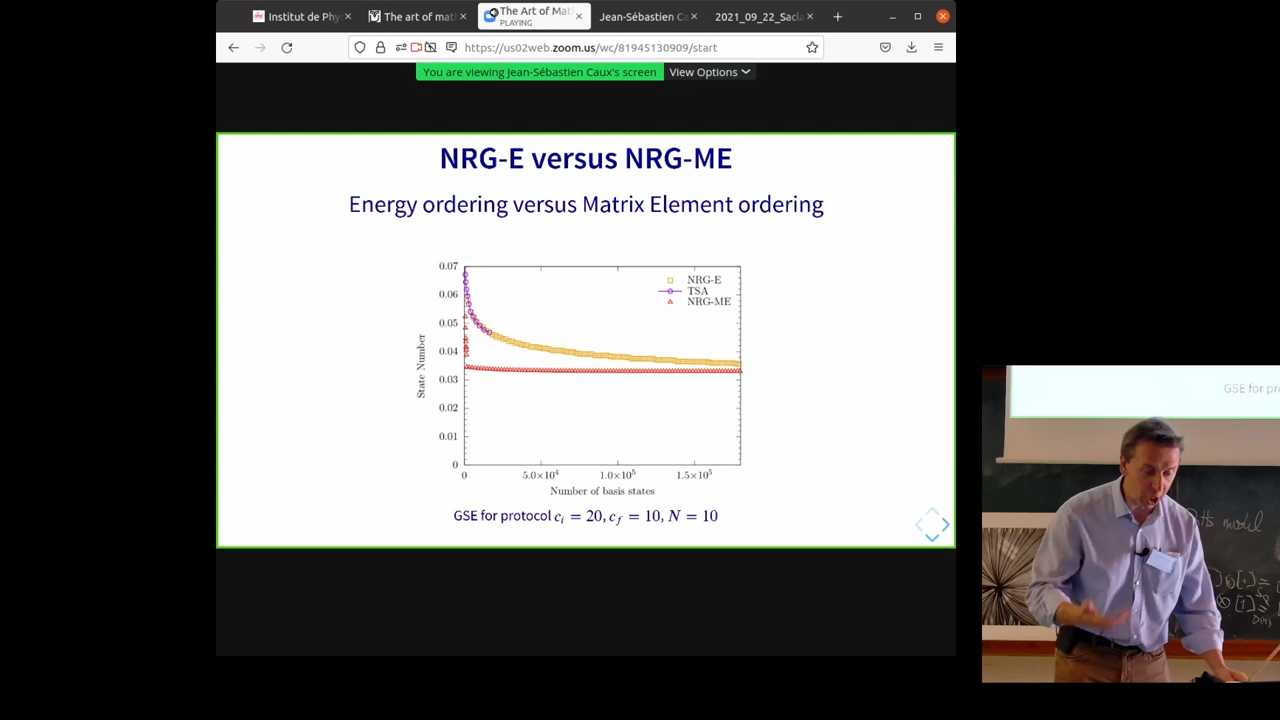 Institut de Phy
The art of mat
The Art of Mat
PLAYING
Jean-Sébastien Ca
2021_09_22_Sacla
https://us02web.zoom.us/wc/81945130909/start
You are viewing Jean-Sébastien Caux's screen
View Options
NRG-E versus NRG-ME
Energy ordering versus Matrix Element ordering
0.07
0.06
0.05
0.04
0.03
0.02
0.01
0
State Number
NRG-E
TSA
NRG-ME
0
5.0×10⁴
1.0×10⁵
1.5×10⁵
Number of basis states
GSE for protocol c_i = 20, c_f = 10, N = 10
GSE for pro
model